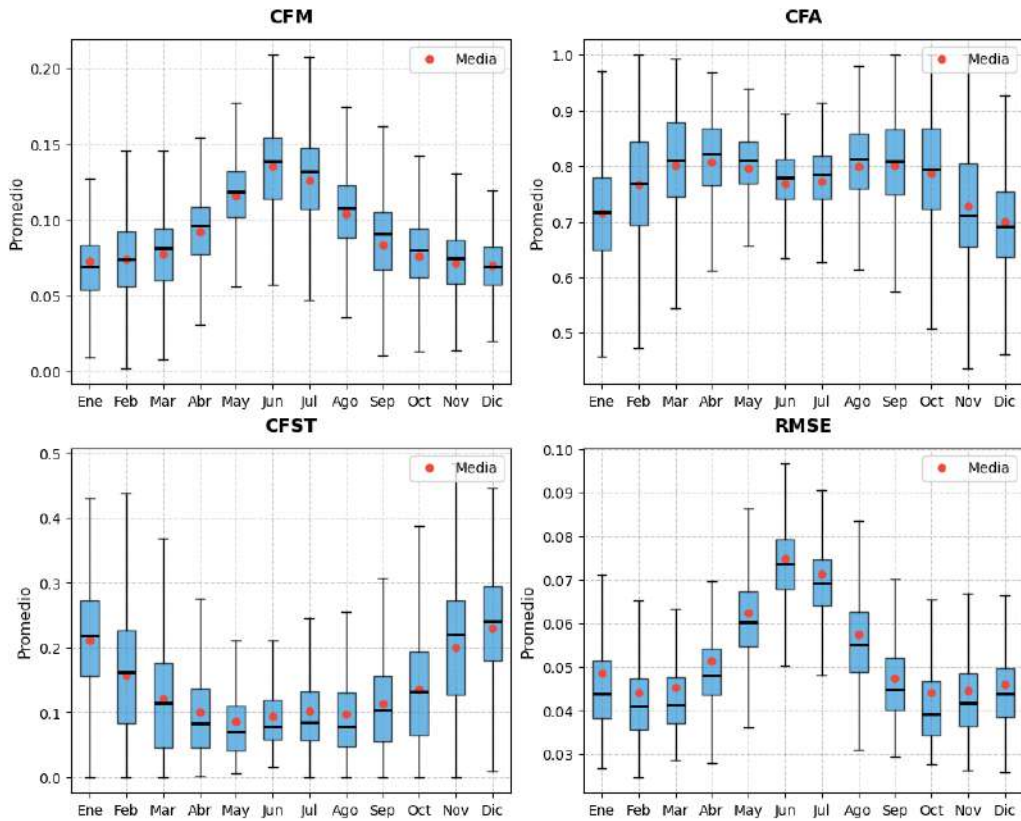 CFM
Media
Promedio
0.20
0.15
0.10
0.05
0.00
Ene Feb Mar Abr May Jun Jul Ago Sep Oct Nov Dic
CFA
Media
Promedio
1.0
0.9
0.8
0.7
0.6
0.5
Ene Feb Mar Abr May Jun Jul Ago Sep Oct Nov Dic
CFST
Media
Promedio
0.5
0.4
0.3
0.2
0.1
0.0
Ene Feb Mar Abr May Jun Jul Ago Sep Oct Nov Dic
RMSE
Media
Promedio
0.10
0.09
0.08
0.07
0.06
0.05
0.04
0.03
Ene Feb Mar Abr May Jun Jul Ago Sep Oct Nov Dic